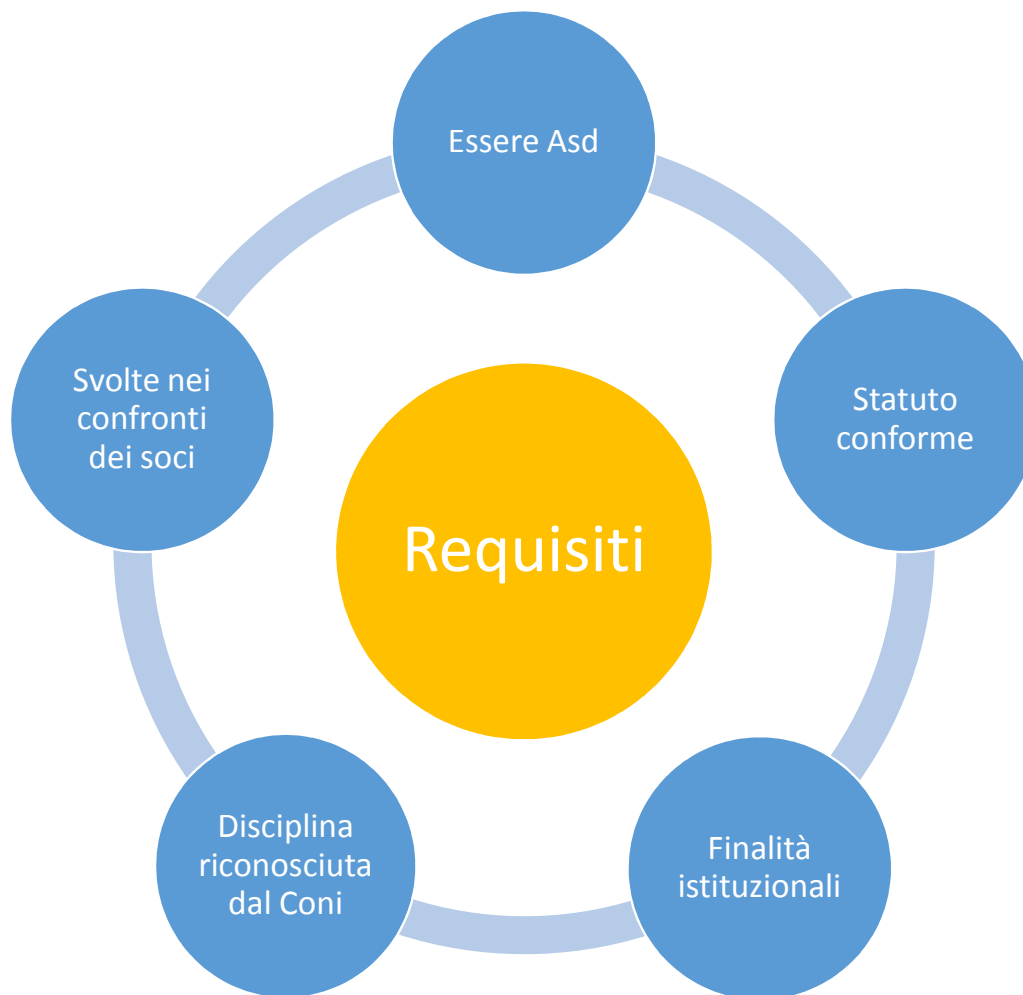 Essere Asd
Statuto
conforme
Finalità
istituzionali
Disciplina
riconosciuta
dal Coni
Svolte nei
confronti
dei soci
Requisiti